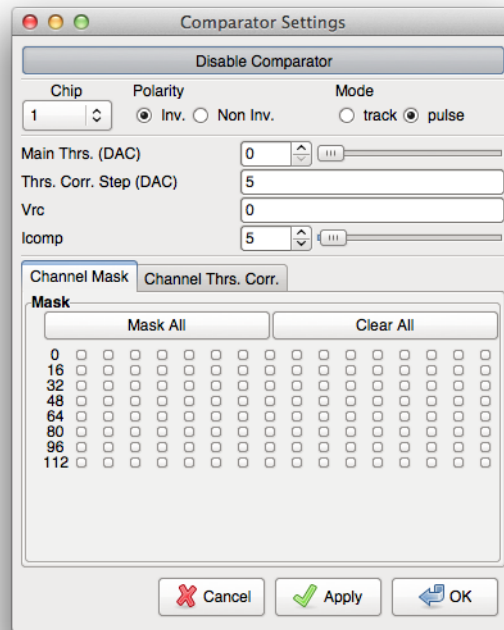 Comparator Settings
Disable Comparator
Chip Polarity Mode
1 Inv. Non Inv. track pulse
Main Thrs. (DAC) 0
Thrs. Corr. Step (DAC) 5
Vrc 0
Icomp 5
Channel Mask Channel Thrs. Corr.
Mask
Mask All Clear All
0
16
32
48
64
80
96
112
Cancel Apply OK